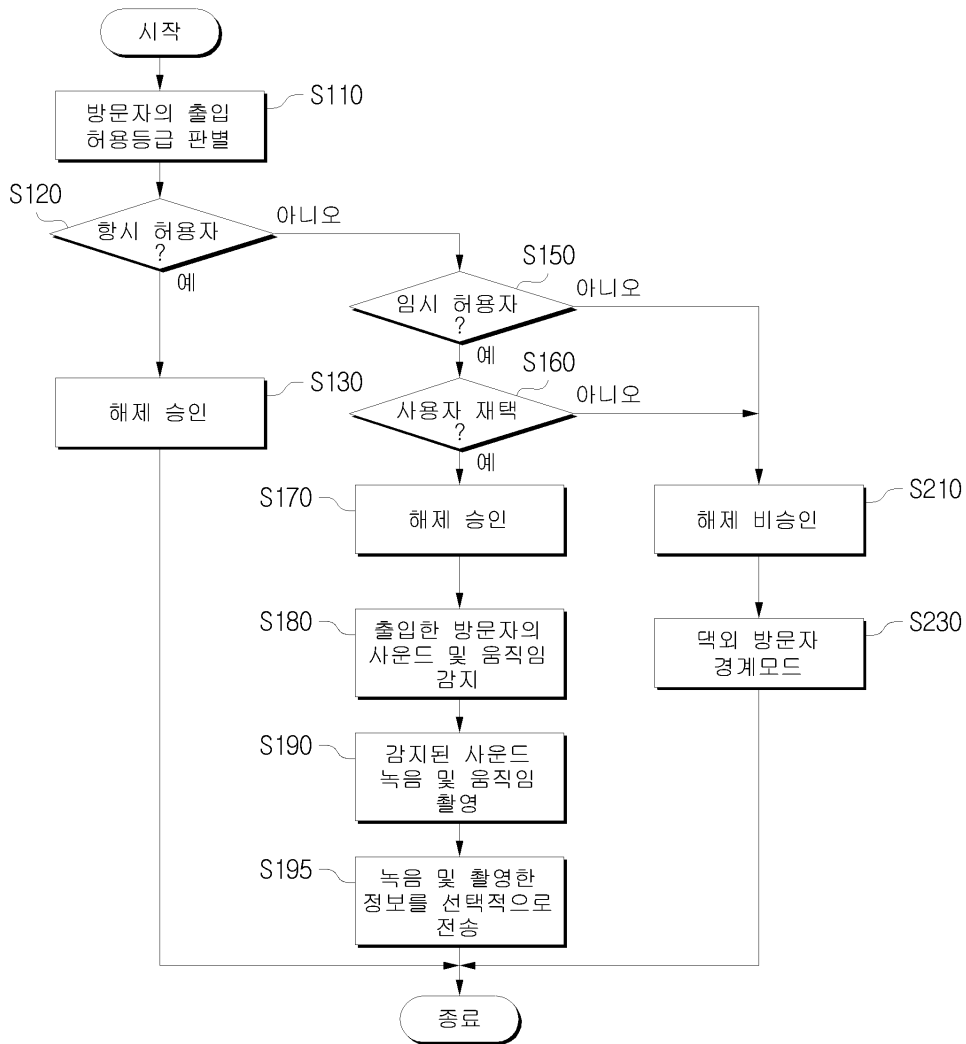 시작
S110
방문자의 출입
허용등급 판별
S120
항시 허용자
?
아니오
예
S150
임시 허용자
?
아니오
예
S130
해제 승인
S160
사용자 재택
?
아니오
예
S170
해제 승인
S210
해제 비승인
S180
출입한 방문자의
사운드 및 움직임
감지
S230
댁외 방문자
경계모드
S190
감지된 사운드
녹음 및 움직임
촬영
S195
녹음 및 촬영한
정보를 선택적으로
전송
종료